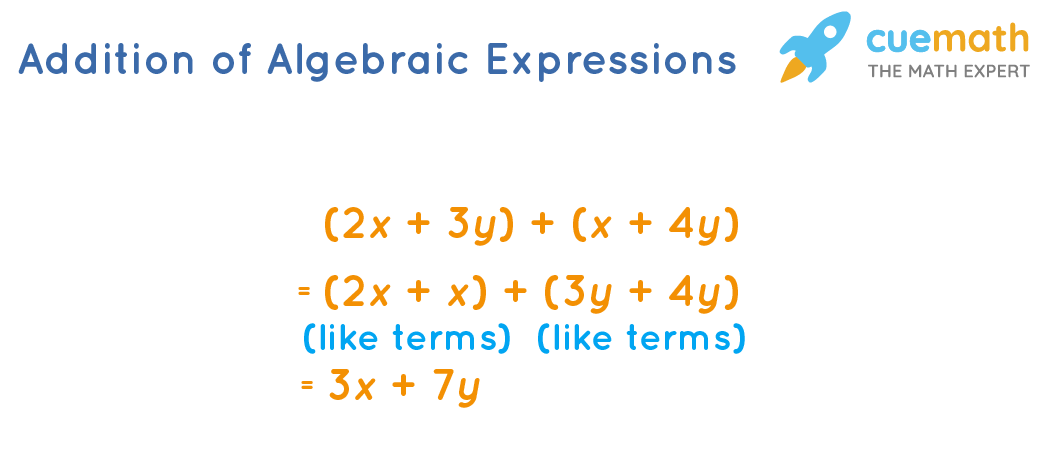 Addition of Algebraic Expressions
cuemath
THE MATH EXPERT
(2x + 3y) + (x + 4y)
= (2x + x) + (3y + 4y)
(like terms) (like terms)
= 3x + 7y